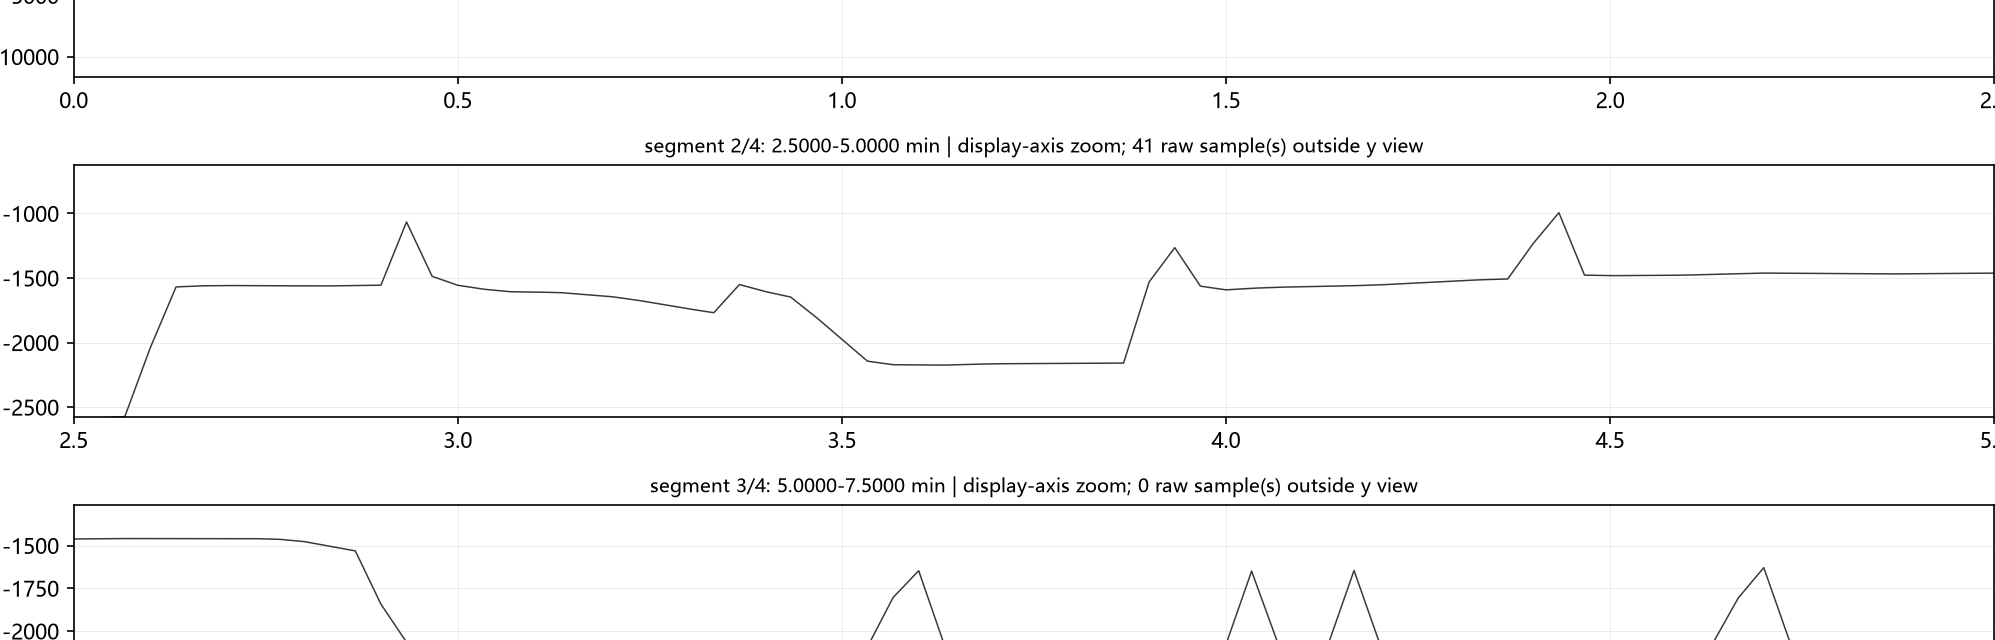 10000
0.0 0.5 1.0 1.5 2.0 2.
segment 2/4: 2.5000-5.0000 min | display-axis zoom; 41 raw sample(s) outside y view
-1000
-1500
-2000
-2500
2.5 3.0 3.5 4.0 4.5 5.
segment 3/4: 5.0000-7.5000 min | display-axis zoom; 0 raw sample(s) outside y view
-1500
-1750
-2000